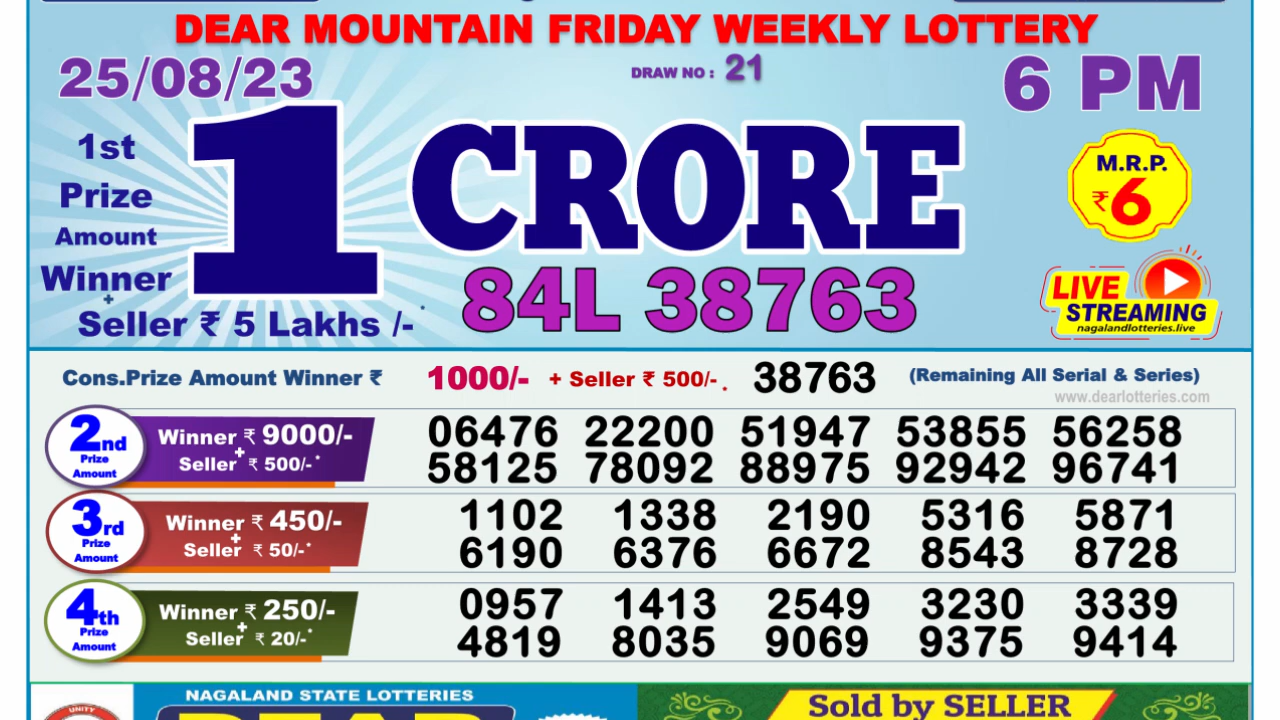 DEAR MOUNTAIN FRIDAY WEEKLY LOTTERY
25/08/23
DRAW NO : 21
6 PM
1st
Prize
Amount
Winner
+
Seller ₹ 5 Lakhs /-
1 CRORE
84L 38763
M.R.P.
₹6
LIVE
STREAMING
nagalandlotteries.live
Cons.Prize Amount Winner ₹ 1000/- + Seller ₹ 500/- . 38763 (Remaining All Serial & Series)
www.dearlotteries.com
2nd
Prize
Amount
Winner ₹ 9000/-
+
Seller ₹ 500/-*
06476 22200 51947 53855 56258
58125 78092 88975 92942 96741
3rd
Prize
Amount
Winner ₹ 450/-
+
Seller ₹ 50/-*
1102 1338 2190 5316 5871
6190 6376 6672 8543 8728
4th
Prize
Amount
Winner ₹ 250/-
+
Seller ₹ 20/-*
0957 1413 2549 3230 3339
4819 8035 9069 9375 9414
UNITY
NAGALAND STATE LOTTERIES
DEAR
Sold by SELLER